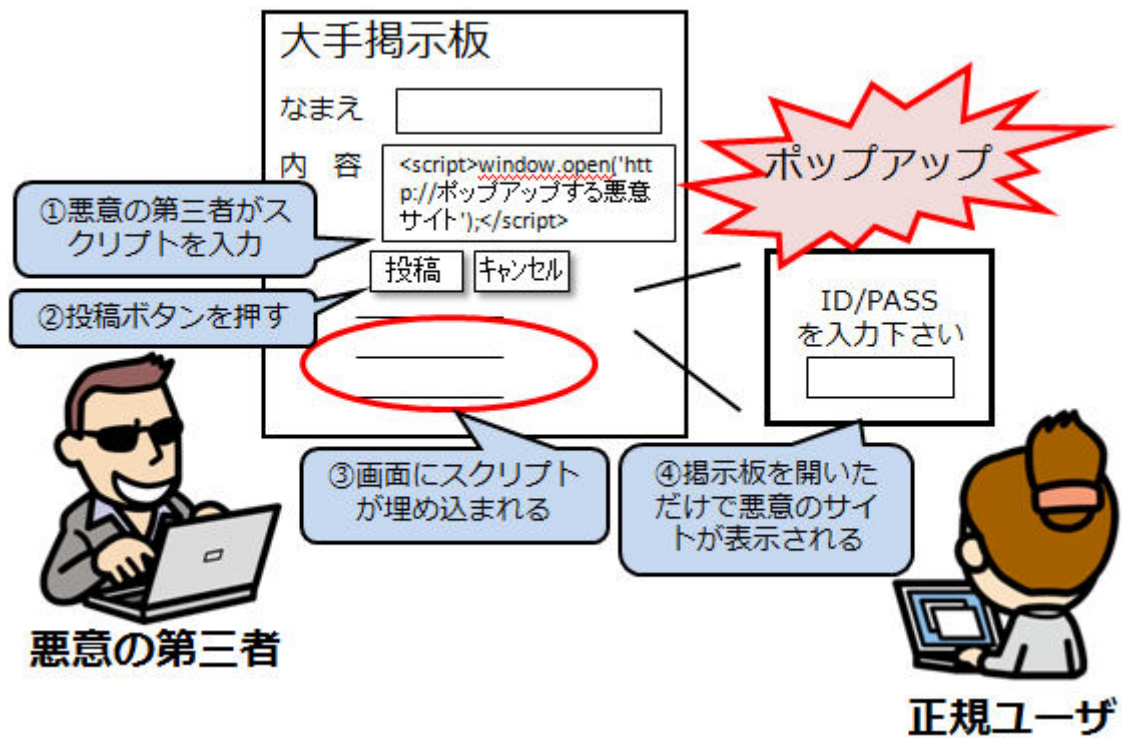 大手掲示板
なまえ
内　容
<script>window.open('htt
p://ポップアップする悪意
サイト');</script>
①悪意の第三者がス
クリプトを入力
投稿
キャンセル
②投稿ボタンを押す
③画面にスクリプト
が埋め込まれる
ポップアップ
ID/PASS
を入力下さい
④掲示板を開いた
だけで悪意のサイ
トが表示される
悪意の第三者
正規ユーザ